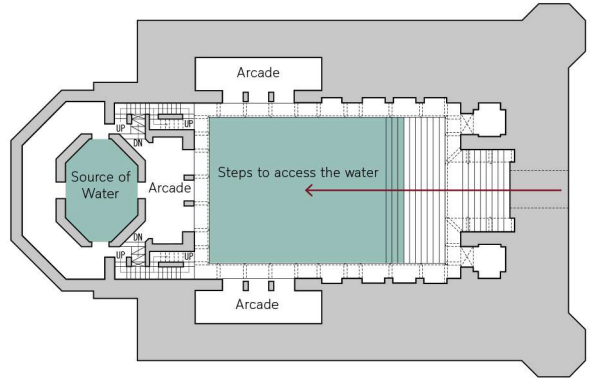 Arcade
UP
UP
DN
Source of
Water
Arcade
Steps to access the water
DN
UP
UP
Arcade